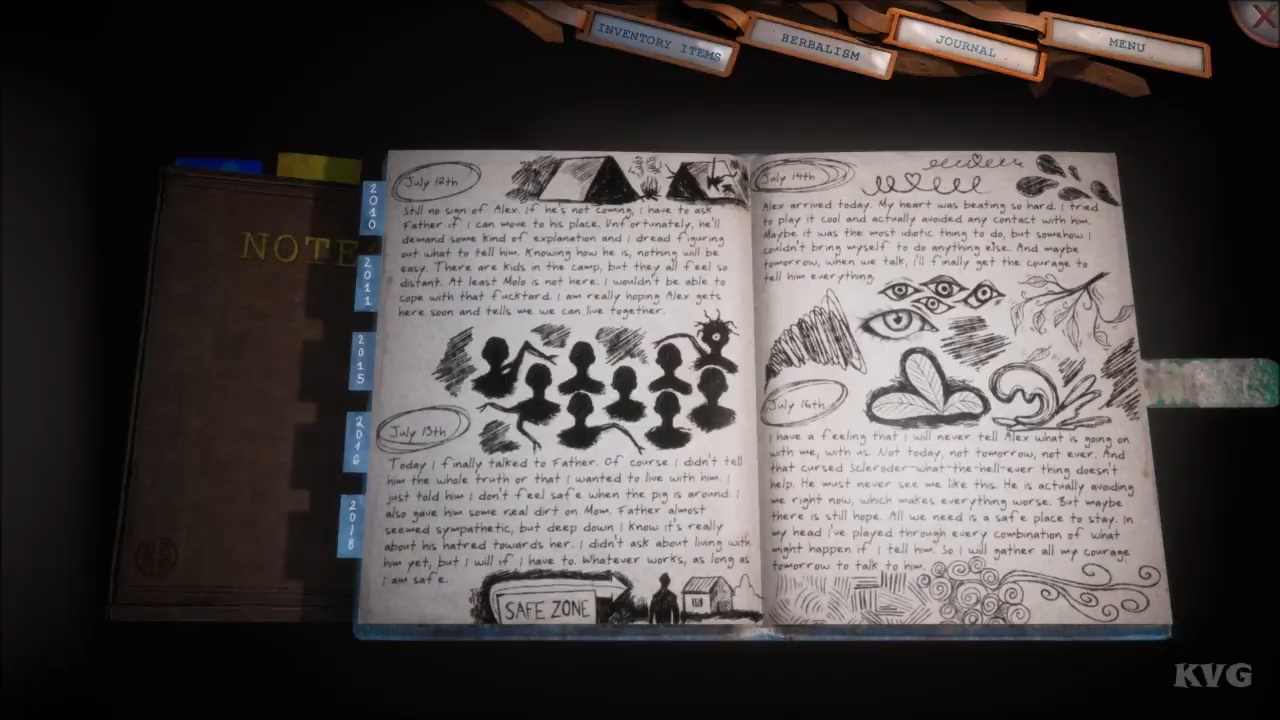 INVENTORY ITEMS
HERBALISM
JOURNAL
MENU
NOTE
2010
2011
2015
2016
2018
July 12th
Still no sign of Alex. If he's not coming, I have to ask
Father if I can move to his place. Unfortunately, he'll
demand some kind of explanation and I dread figuring
out what to tell him. Knowing how he is, nothing will be
easy. There are kids in the camp, but they all feel so
distant. At least Molo is not here. I wouldn't be able to
cope with that fucktard. I am really hoping Alex gets
here soon and tells me we can live together.
July 13th
Today I finally talked to Father. Of course I didn't tell
him the whole truth or that I wanted to live with him. I
just told him I don't feel safe when the pig is around. I
also gave him some real dirt on Mom. Father almost
seemed sympathetic, but deep down I know it's really
about his hatred towards her. I didn't ask about living with
him yet, but I will if I have to. Whatever works, as long as
I am safe.
SAFE ZONE
July 14th
Alex arrived today. My heart was beating so hard. I tried
to play it cool and actually avoided any contact with him.
Maybe it was the most idiotic thing to do, but somehow I
couldn't bring myself to do anything else. And maybe
tomorrow, when we talk, I'll finally get the courage to
tell him everything.
July 16th
I have a feeling that I will never tell Alex what is going on
with me, with us. Not today, not tomorrow, not ever. And
that cursed Scleroder-what-the-hell-ever thing doesn't
help. He must never see me like this. He is actually avoiding
me right now, which makes everything worse. But maybe
there is still hope. All we need is a safe place to stay. In
my head I've played through every combination of what
might happen if I tell him. So I will gather all my courage
tomorrow to talk to him.
KVG